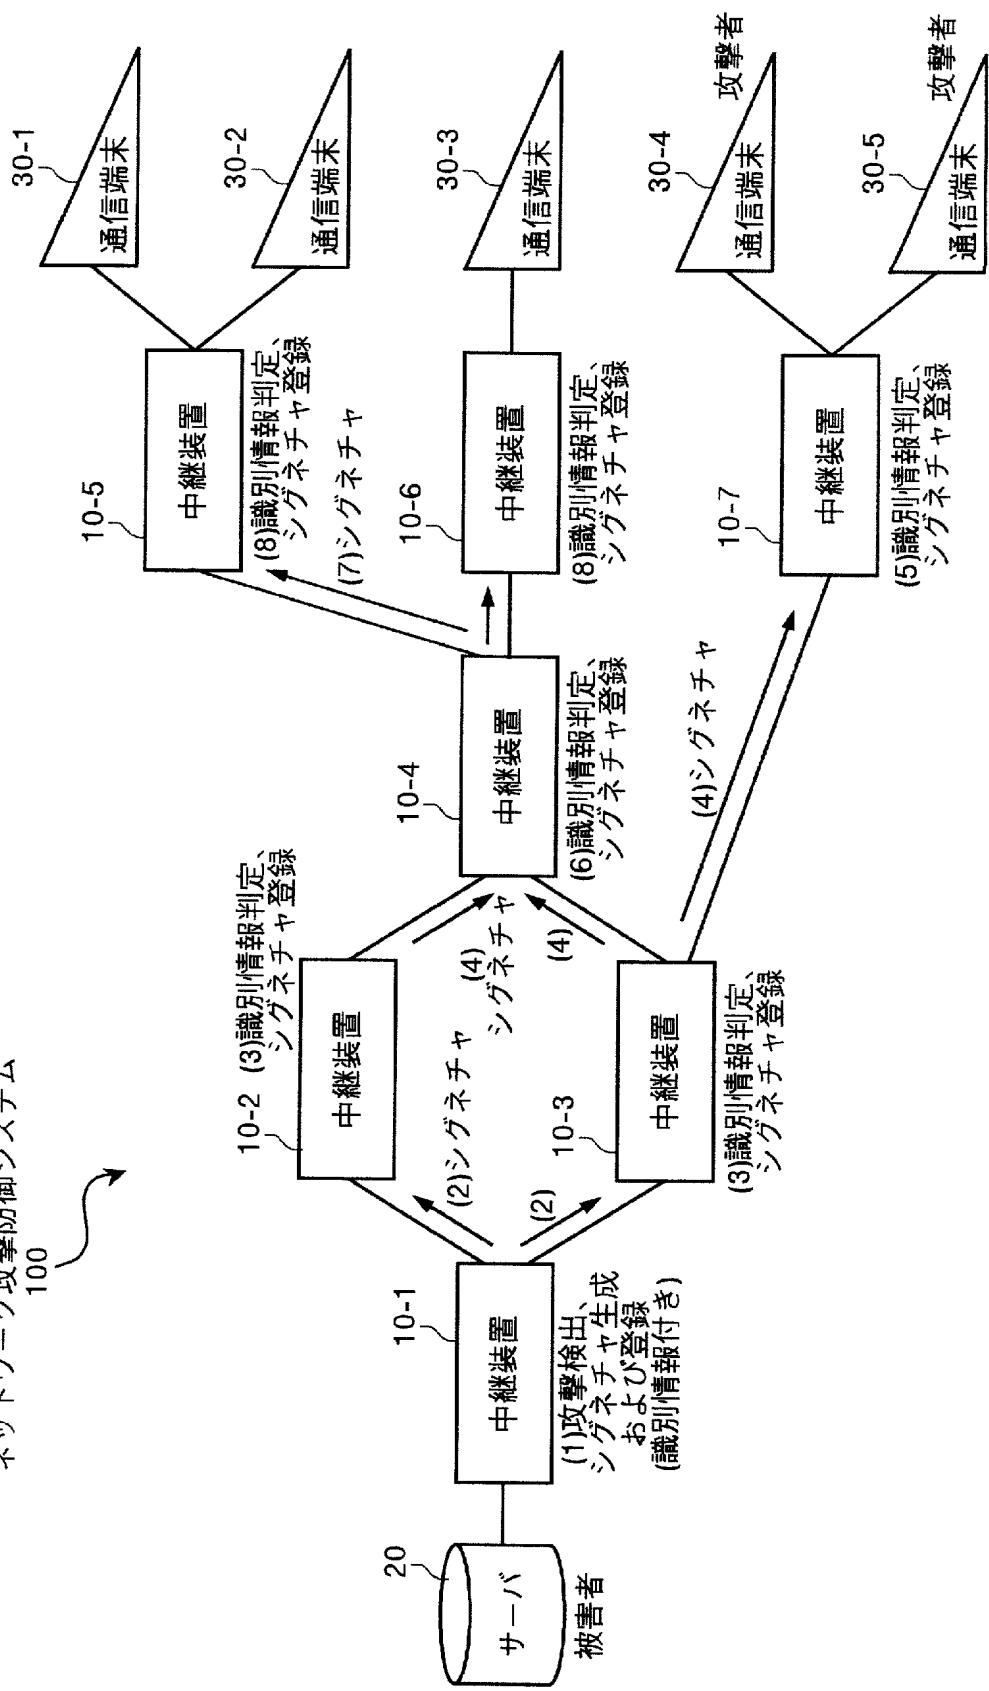 ネットワーク攻撃防御システム
100
20
サーバ
被害者
10-1
中継装置
(1)攻撃検出、
シグネチャ生成
および登録
(識別情報付き)
(2)シグネチャ
(2)
10-2
中継装置
(3)識別情報判定、
シグネチャ登録
10-3
中継装置
(3)識別情報判定、
シグネチャ登録
(4)
シグネチャ
(4)
(4)シグネチャ
10-4
中継装置
(6)識別情報判定、
シグネチャ登録
(7)シグネチャ
10-5
中継装置
(8)識別情報判定、
シグネチャ登録
10-6
中継装置
(8)識別情報判定、
シグネチャ登録
10-7
中継装置
(5)識別情報判定、
シグネチャ登録
30-1
通信端末
30-2
通信端末
30-3
通信端末
30-4
通信端末
攻撃者
30-5
通信端末
攻撃者